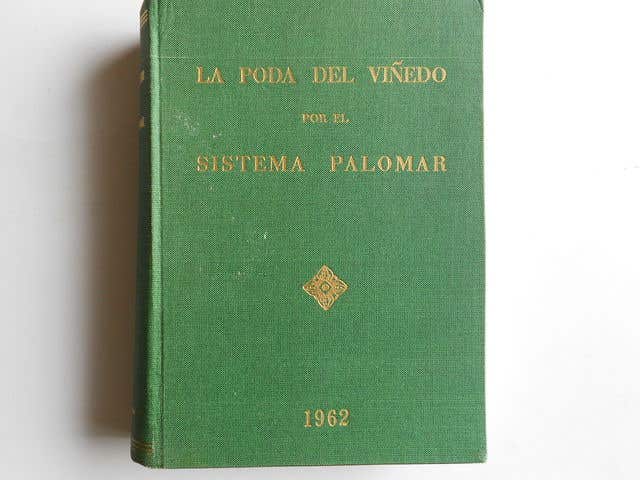 LA PODA DEL VIÑEDO
POR EL
SISTEMA PALOMAR
1962